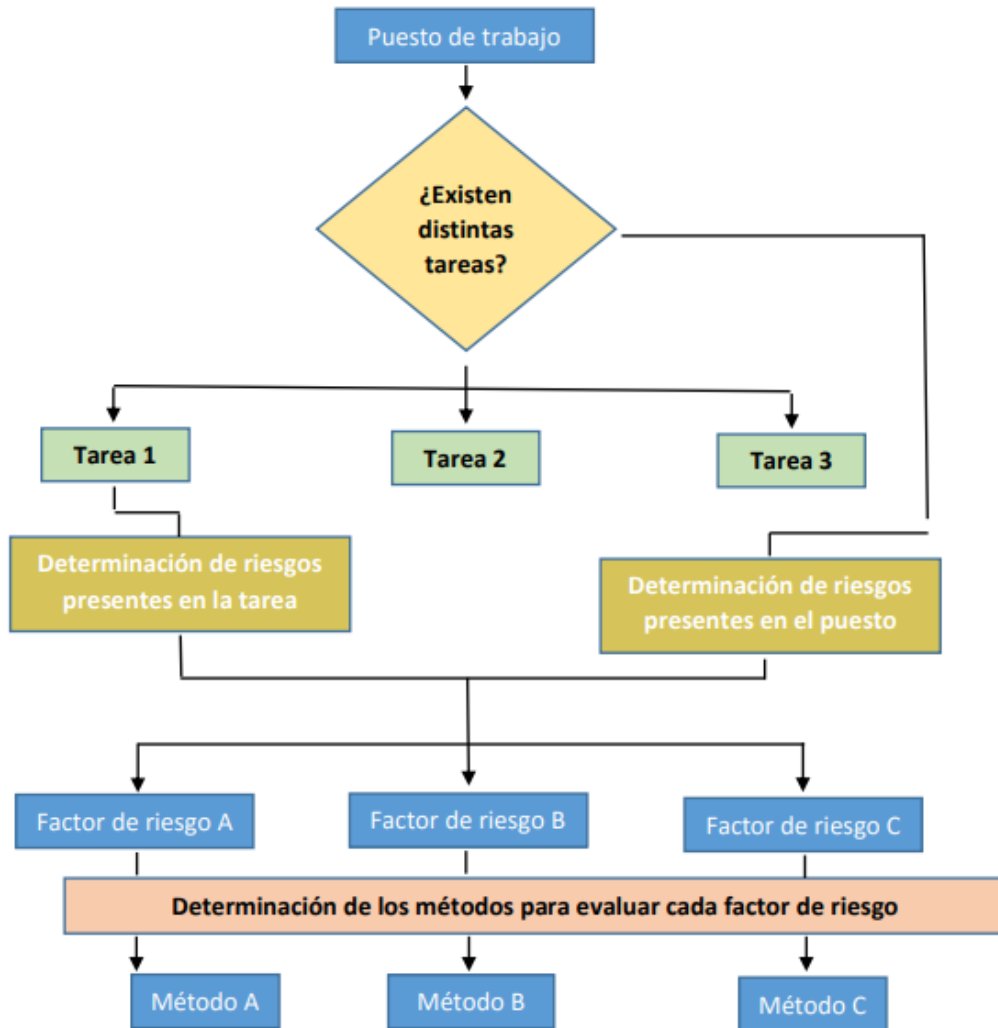 Puesto de trabajo
¿Existen
distintas
tareas?
Tarea 1
Tarea 2
Tarea 3
Determinación de riesgos
presentes en la tarea
Determinación de riesgos
presentes en el puesto
Factor de riesgo A
Factor de riesgo B
Factor de riesgo C
Determinación de los métodos para evaluar cada factor de riesgo
Método A
Método B
Método C